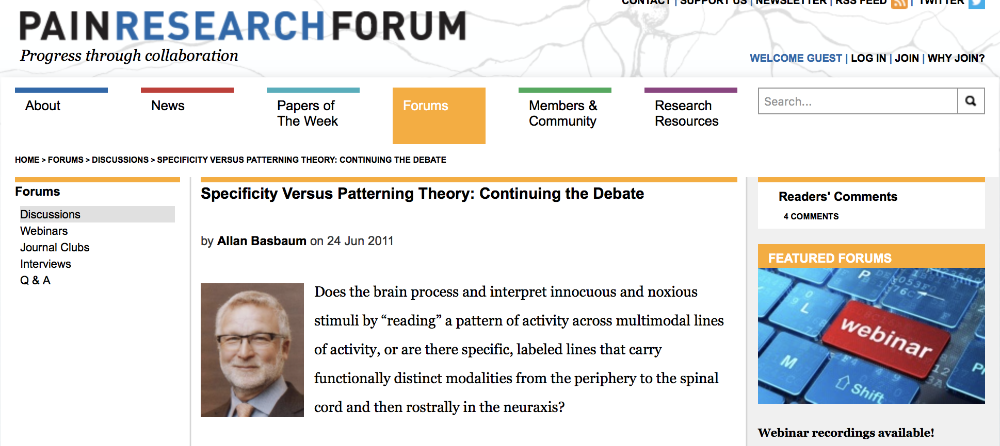 CONTACT | SUPPORT US | NEWSLETTER | RSS FEED | TWITTER
PAINRESEARCHFORUM
Progress through collaboration
WELCOME GUEST | LOG IN | JOIN | WHY JOIN?
About
News
Papers of
The Week
Forums
Members &
Community
Research
Resources
Search...
HOME > FORUMS > DISCUSSIONS > SPECIFICITY VERSUS PATTERNING THEORY: CONTINUING THE DEBATE
Forums
Discussions
Webinars
Journal Clubs
Interviews
Q & A
Specificity Versus Patterning Theory: Continuing the Debate
by Allan Basbaum on 24 Jun 2011
Does the brain process and interpret innocuous and noxious
stimuli by “reading” a pattern of activity across multimodal lines
of activity, or are there specific, labeled lines that carry
functionally distinct modalities from the periphery to the spinal
cord and then rostrally in the neuraxis?
Readers' Comments
4 COMMENTS
FEATURED FORUMS
P
L
webinar
M
Shift
Webinar recordings available!